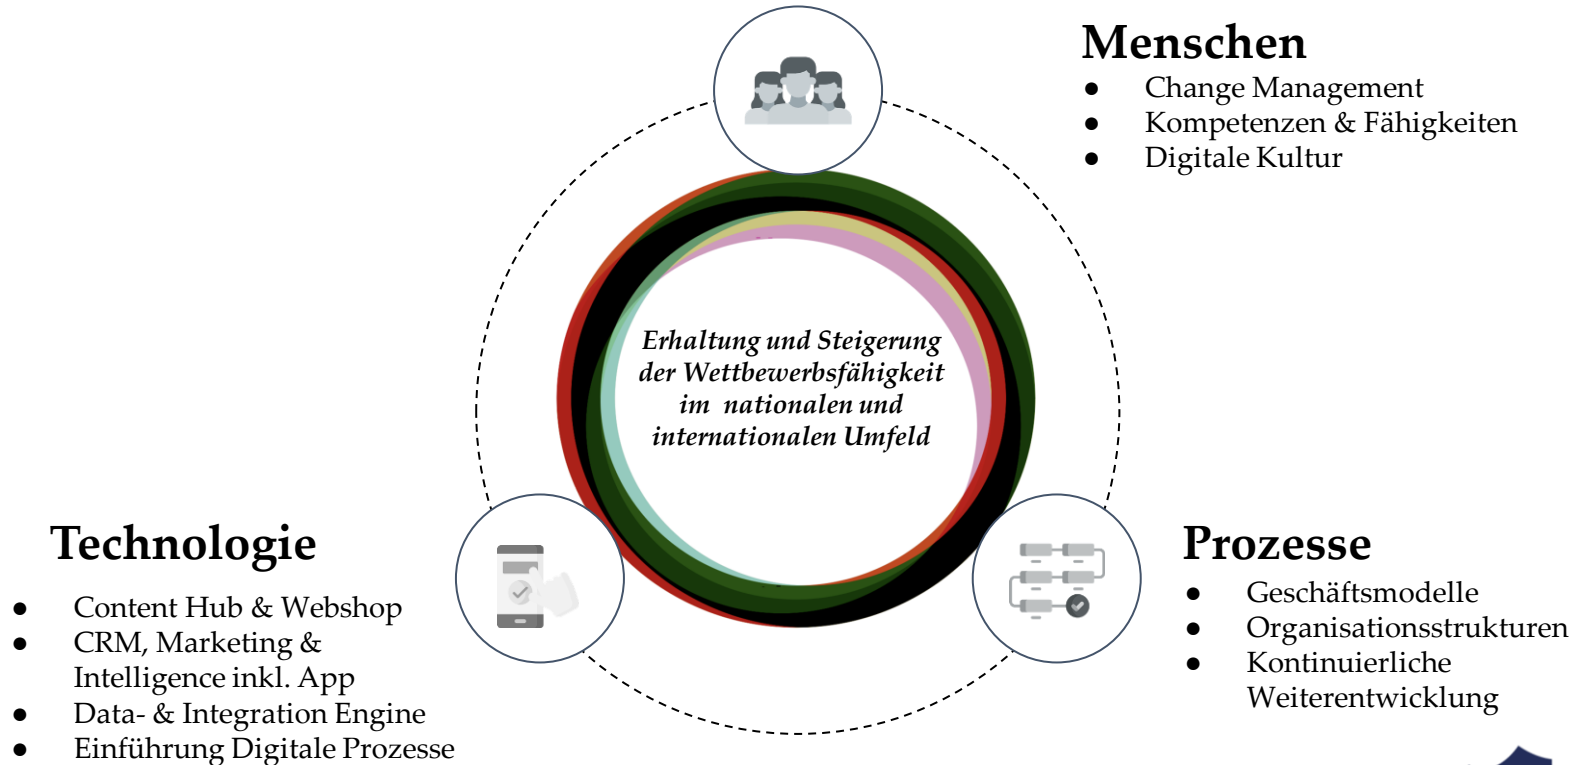 Menschen
● Change Management
● Kompetenzen & Fähigkeiten
● Digitale Kultur
Erhaltung und Steigerung
der Wettbewerbsfähigkeit
im nationalen und
internationalen Umfeld
Technologie
● Content Hub & Webshop
● CRM, Marketing &
Intelligence inkl. App
● Data- & Integration Engine
● Einführung Digitale Prozesse
Prozesse
● Geschäftsmodelle
● Organisationsstrukturen
● Kontinuierliche
Weiterentwicklung